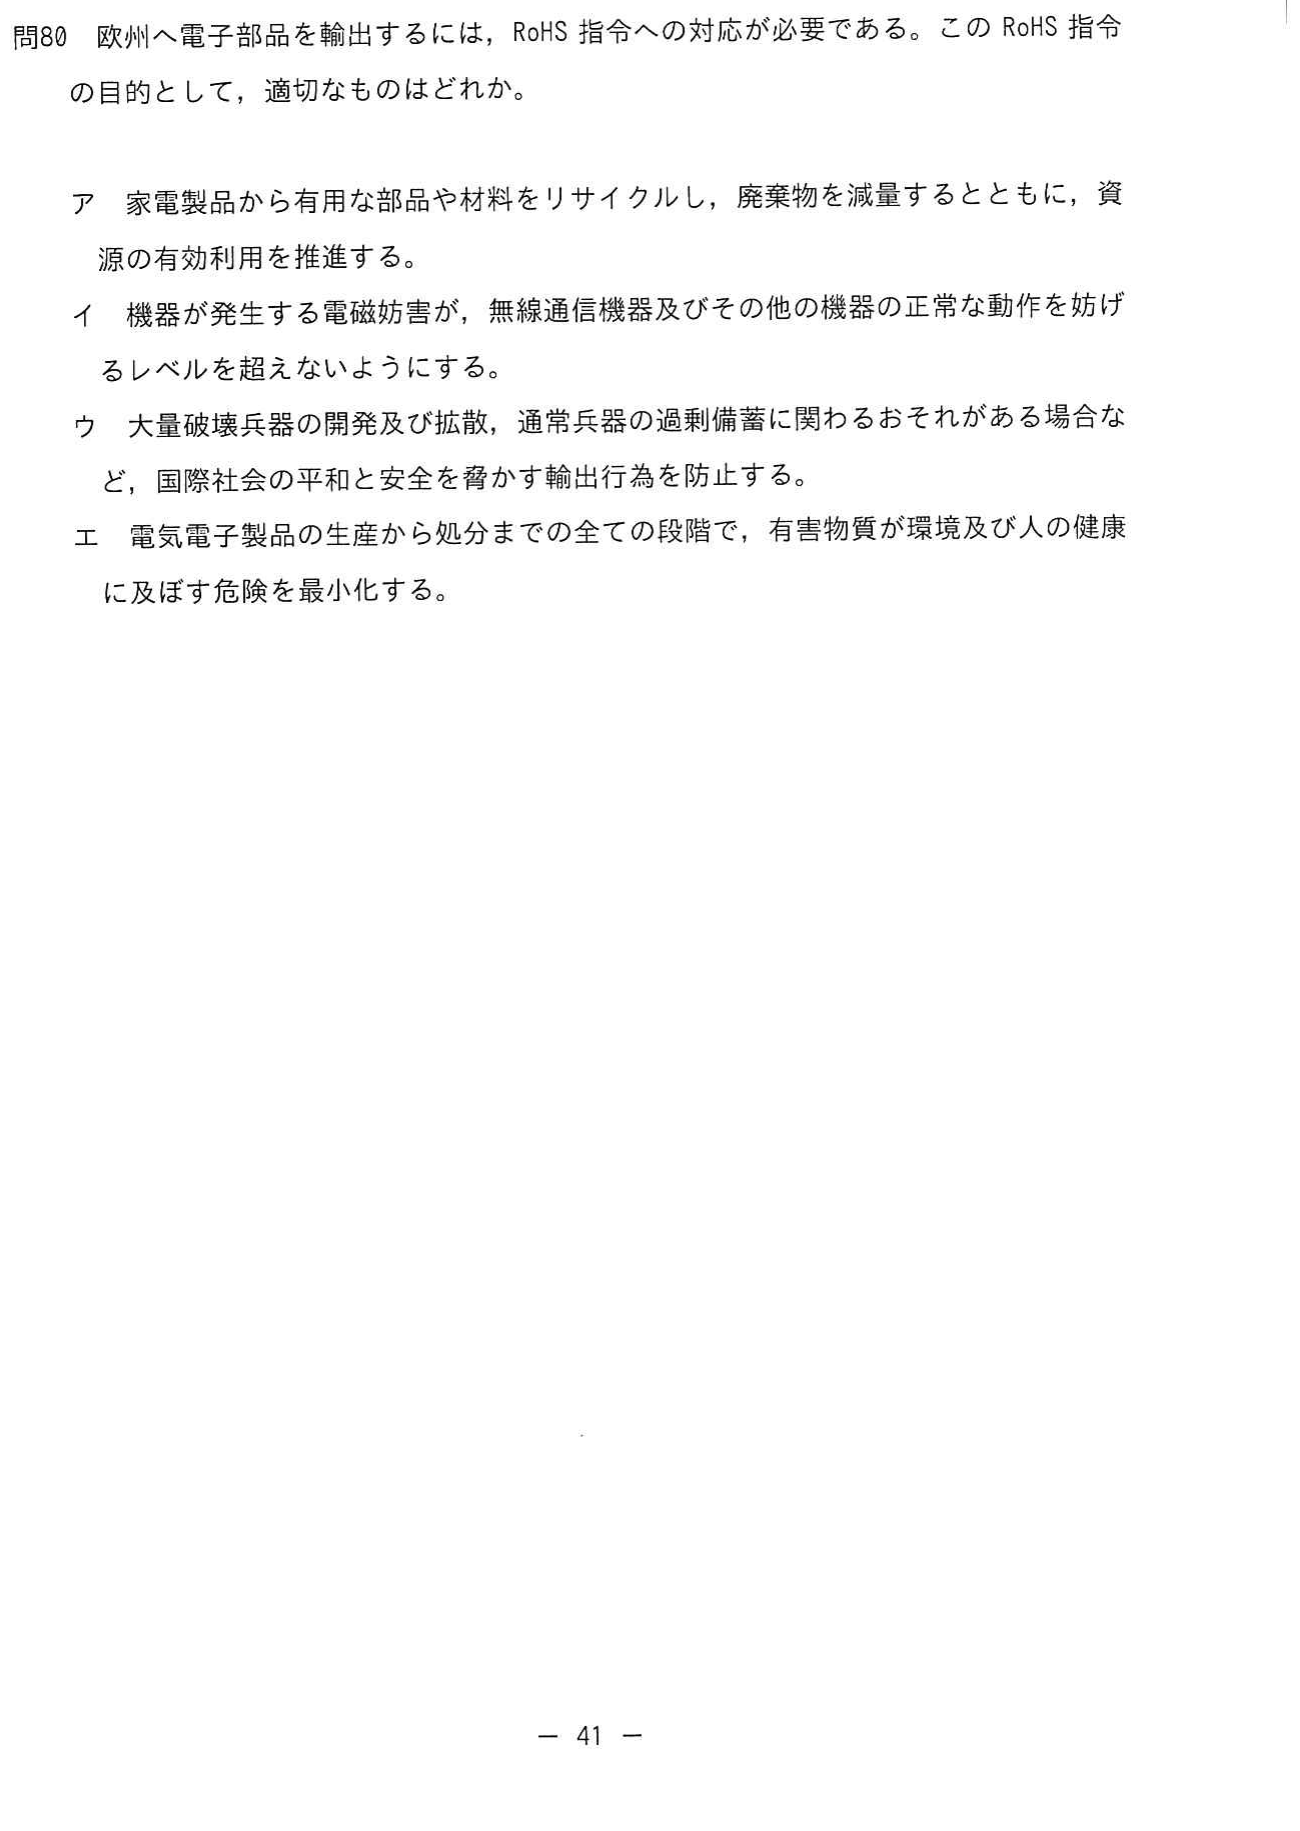 問80　欧州へ電子部品を輸出するには，RoHS 指令への対応が必要である。この RoHS 指令
の目的として，適切なものはどれか。
ア　家電製品から有用な部品や材料をリサイクルし，廃棄物を減量するとともに，資
源の有効利用を推進する。
イ　機器が発生する電磁妨害が，無線通信機器及びその他の機器の正常な動作を妨げ
るレベルを超えないようにする。
ウ　大量破壊兵器の開発及び拡散，通常兵器の過剰備蓄に関わるおそれがある場合な
ど，国際社会の平和と安全を脅かす輸出行為を防止する。
エ　電気電子製品の生産から処分までの全ての段階で，有害物質が環境及び人の健康
に及ぼす危険を最小化する。
― 41 ―